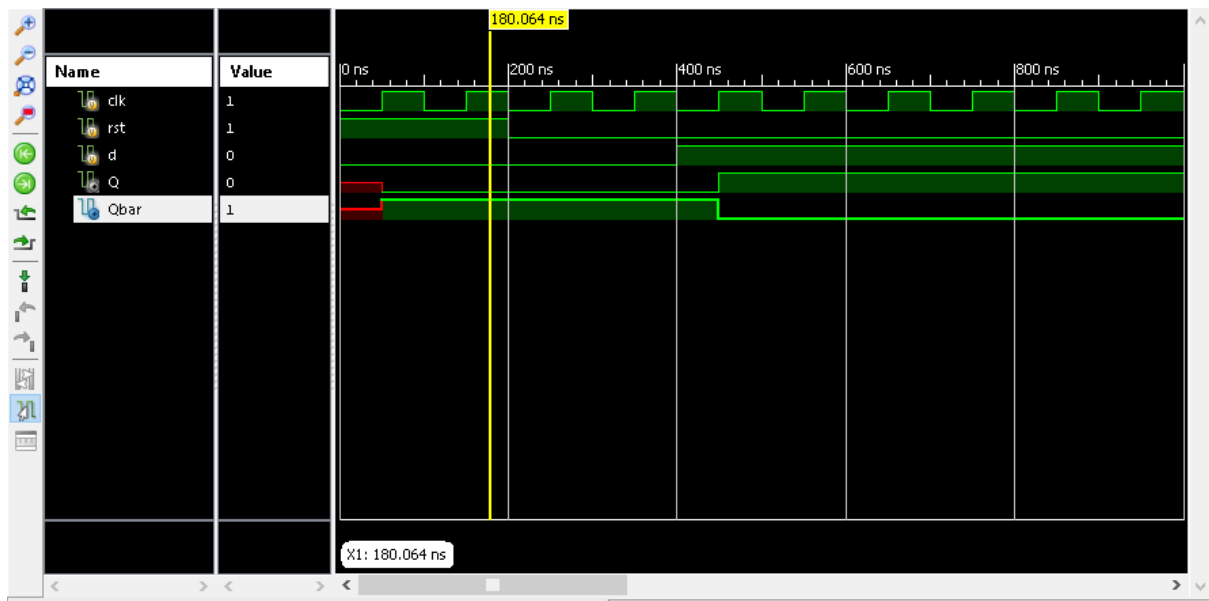 180.064 ns
Name Value
0 ns 200 ns 400 ns 600 ns 800 ns
clk 1
rst 1
d 0
Q 0
Qbar 1
X1: 180.064 ns